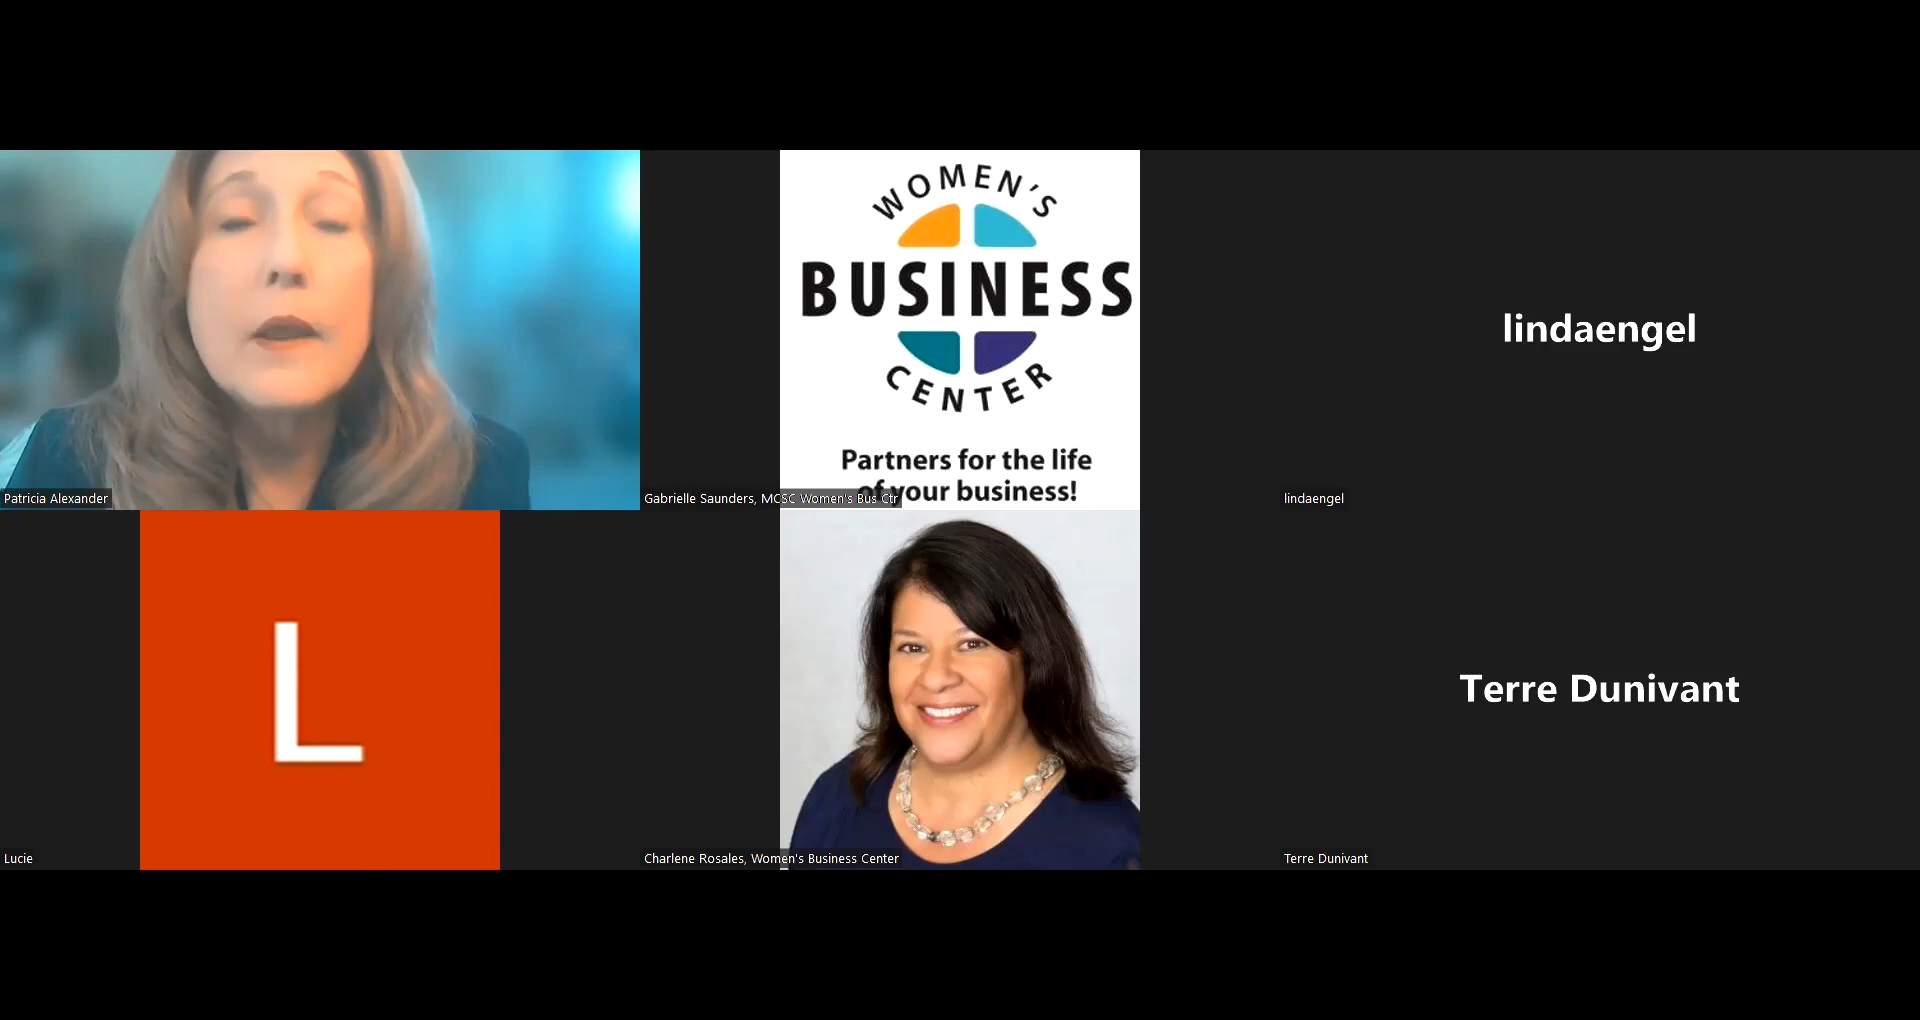 WOMEN'S
BUSINESS
CENTER
Partners for the life
of your business!
lindaengel
Patricia Alexander
Gabrielle Saunders, MCSC Women's Bus Ctr
lindaengel
L
Terre Dunivant
Lucie
Charlene Rosales, Women's Business Center
Terre Dunivant